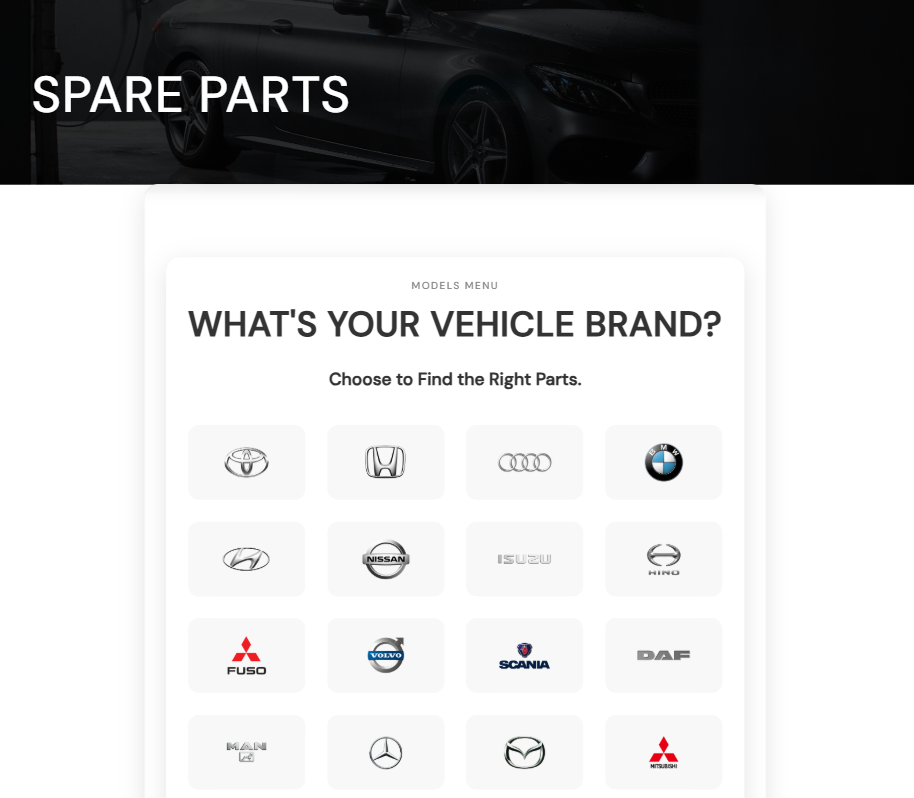 SPARE PARTS
MODELS MENU
WHAT'S YOUR VEHICLE BRAND?
Choose to Find the Right Parts.
BMW
NISSAN
ISUZU
HINO
FUSO
VOLVO
SCANIA
DAF
MAN
MITSUBISHI